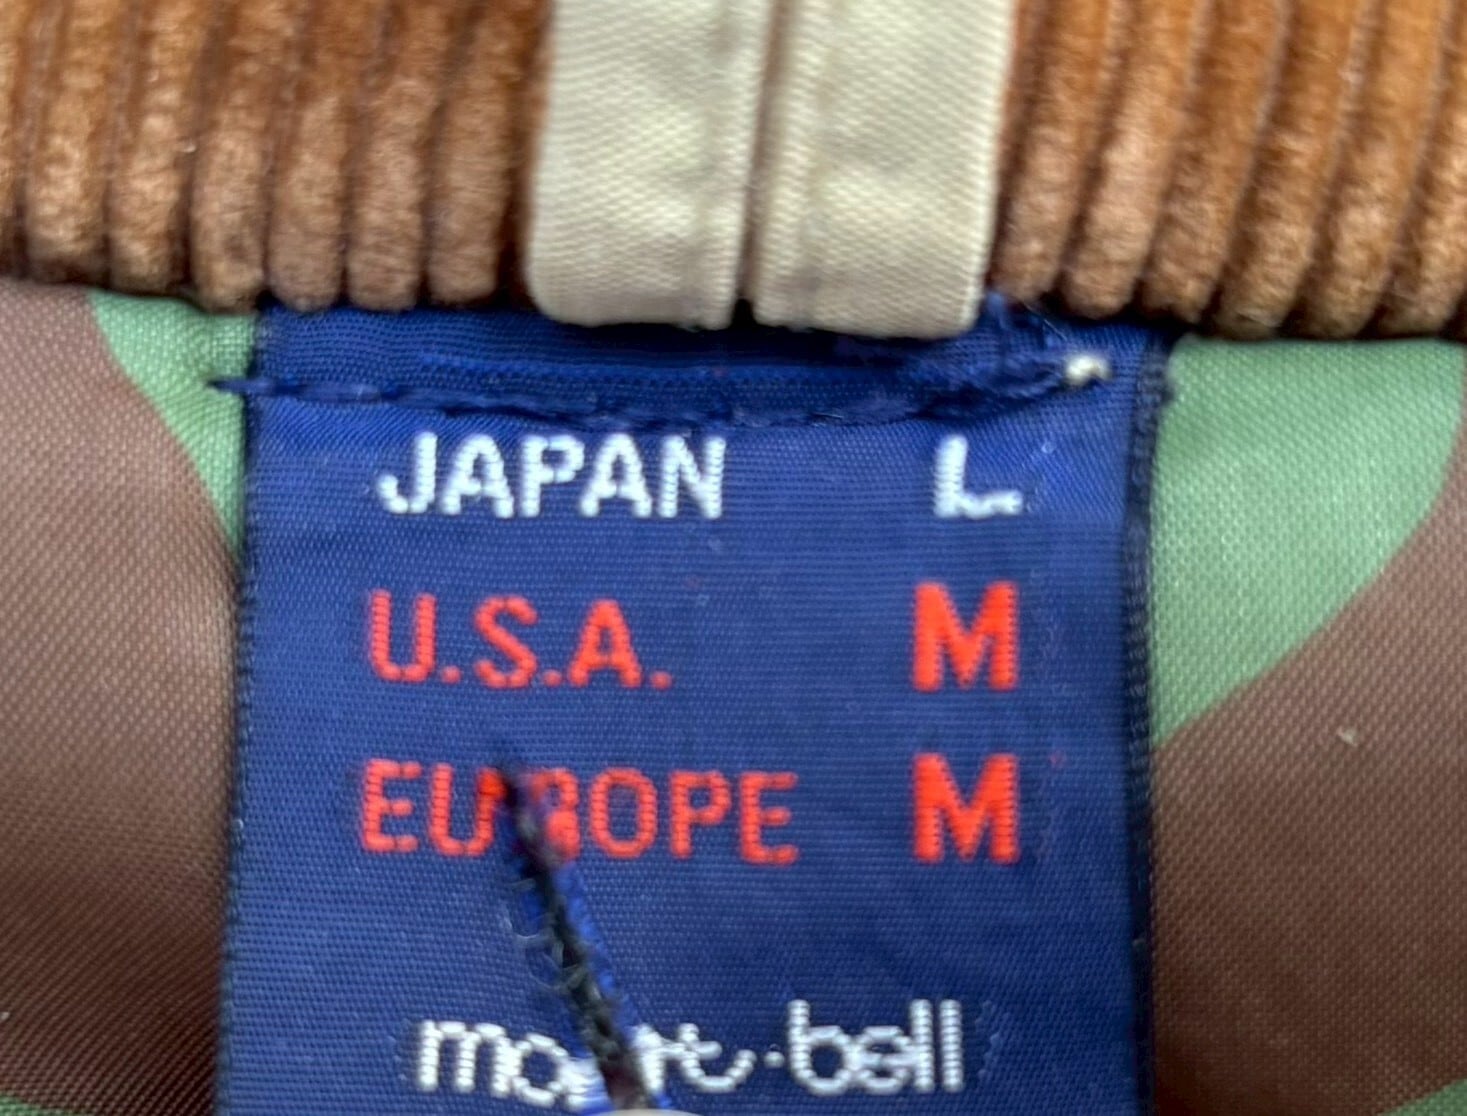 JAPAN L
U.S.A. M
EUROPE M
mont-bell